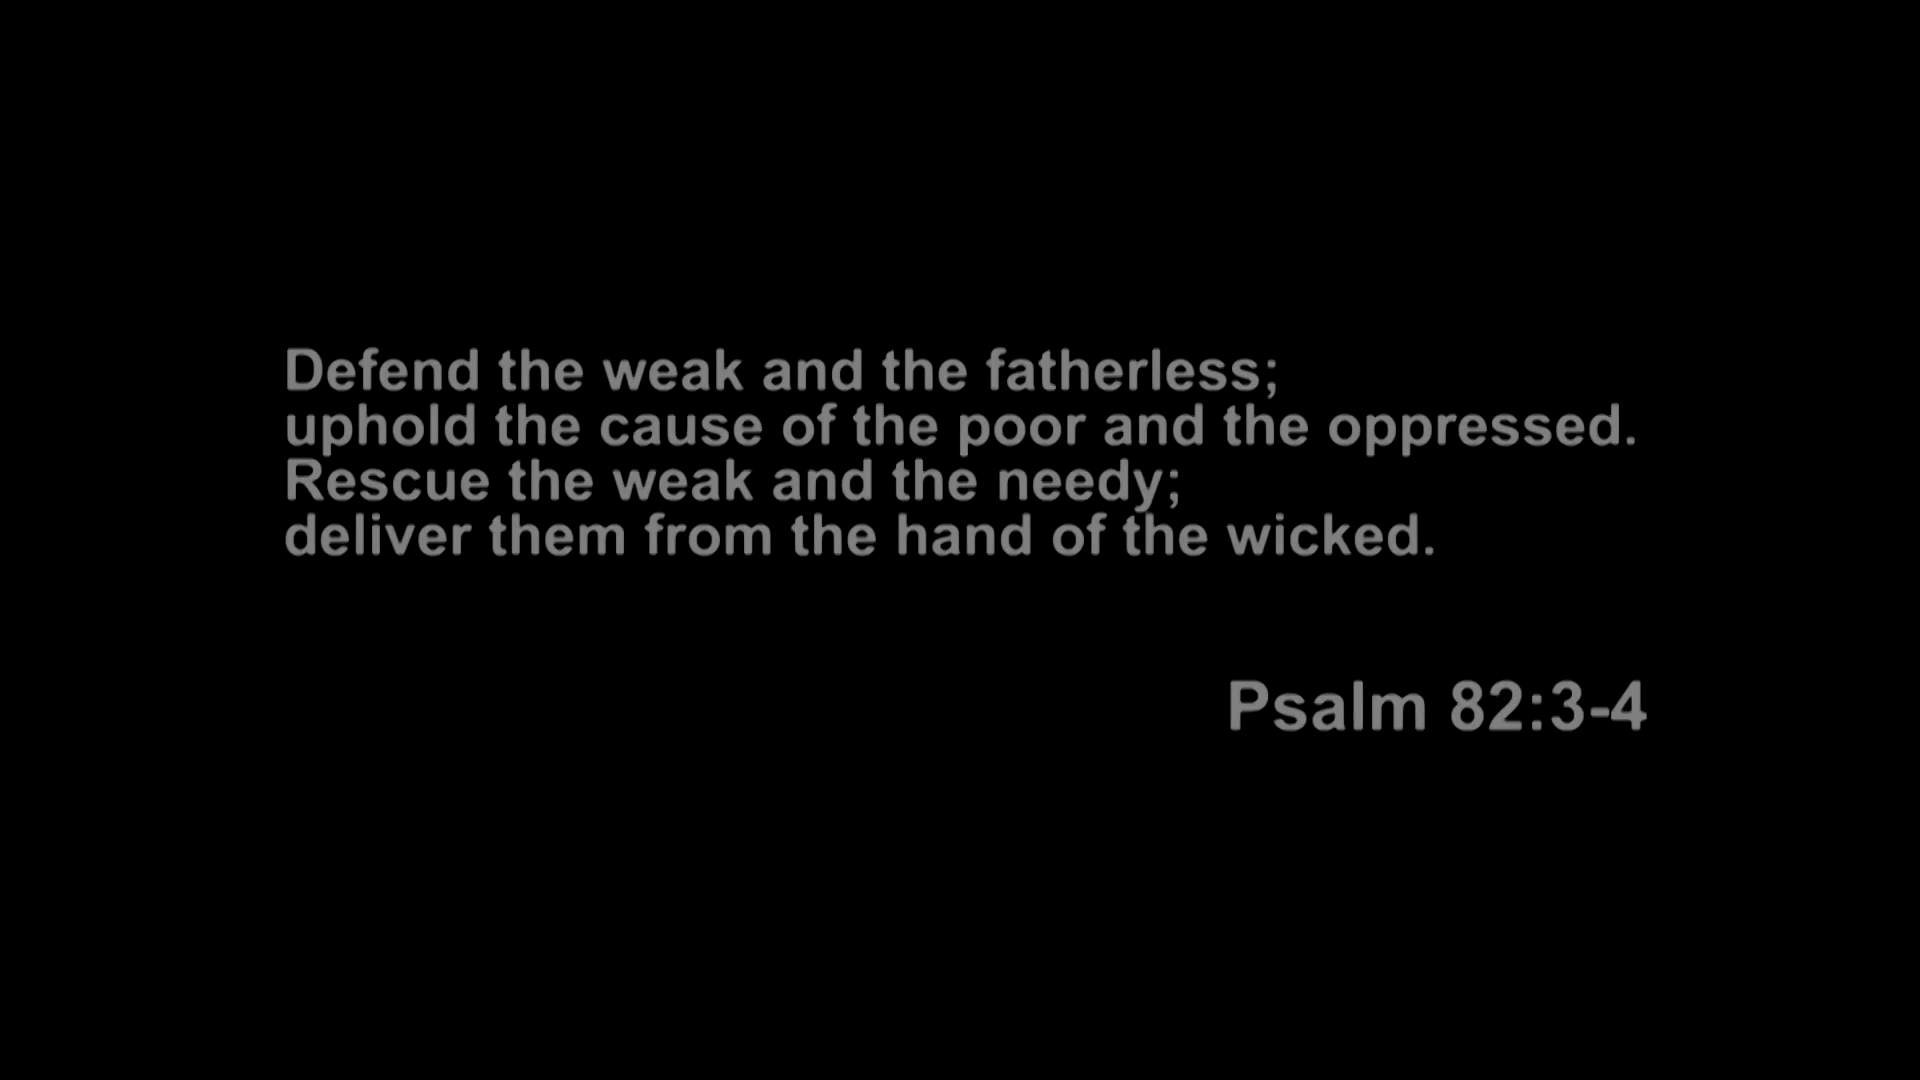 Defend the weak and the fatherless;
uphold the cause of the poor and the oppressed.
Rescue the weak and the needy;
deliver them from the hand of the wicked.
Psalm 82:3-4